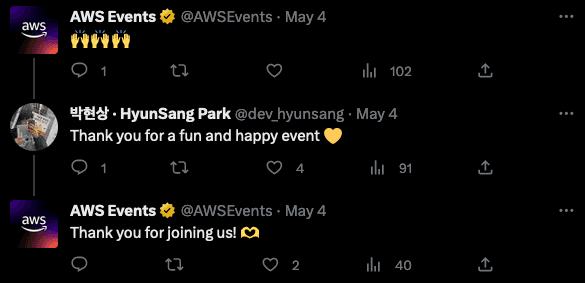 aws
AWS Events @AWSEvents · May 4
🙌🙌🙌
1 102
박현상 · HyunSang Park @dev_hyunsang · May 4
Thank you for a fun and happy event 💛
1 4 91
aws
AWS Events @AWSEvents · May 4
Thank you for joining us! 🫶
2 40